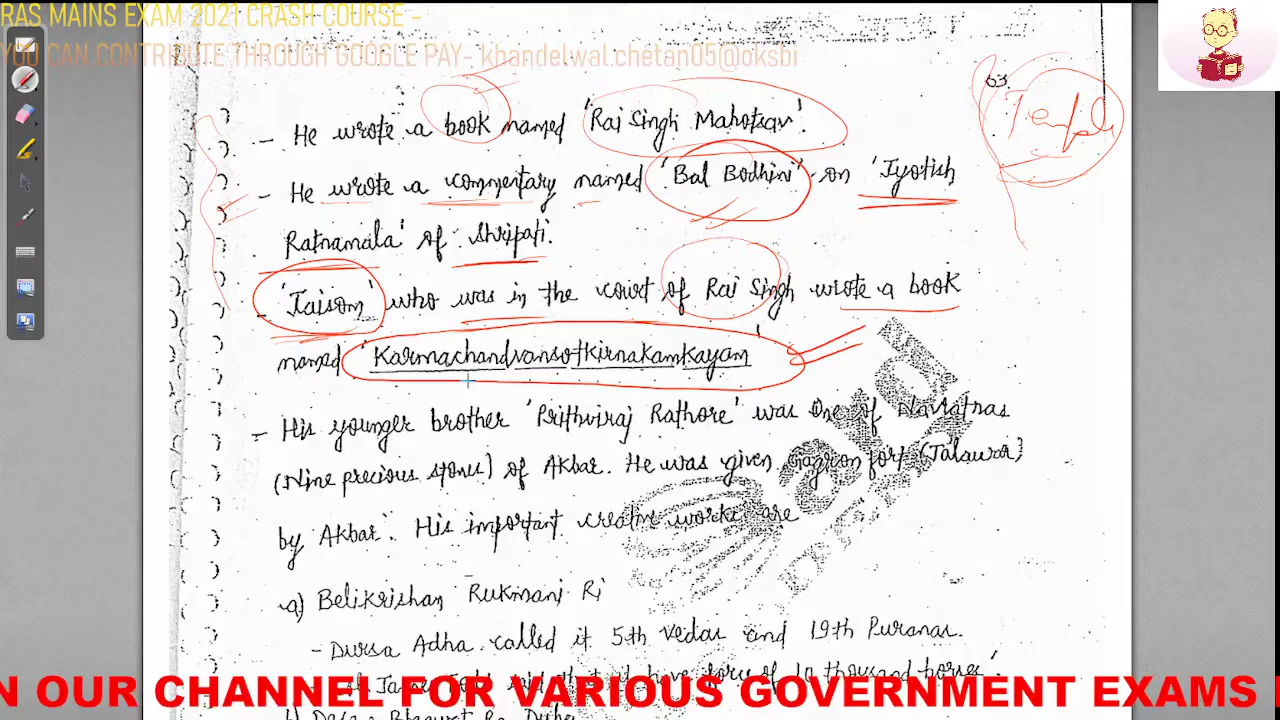 RAS MAINS EXAM 2021 CRASH COURSE -
YOU CAN CONTRIBUTE THROUGH GOOGLE PAY- khandelwal.chetan05@oksbi
63.
Temple
- He wrote a book named 'Rai Singh Mahotsav'.
- He wrote a commentary named 'Bal Bodhini' on 'Jyotish
Ratnamala' of Shripati.
- 'Jaisom' who was in the court of Rai Singh wrote a book
named 'Karmachandvansotkirnakamkayam'
- His younger brother 'Prithviraj Rathore' was One of Navratnas
(Nine precious stones) of Akbar. He was given Gagron fort (Jalawar)
by Akbar. His important creative works are
a) Belikrishan Rukmani Ri
- Dursa Adha called it 5th Vedas and 19th Puranas.
10 thousand horses'
N OUR CHANNEL FOR VARIOUS GOVERNMENT EXAMS